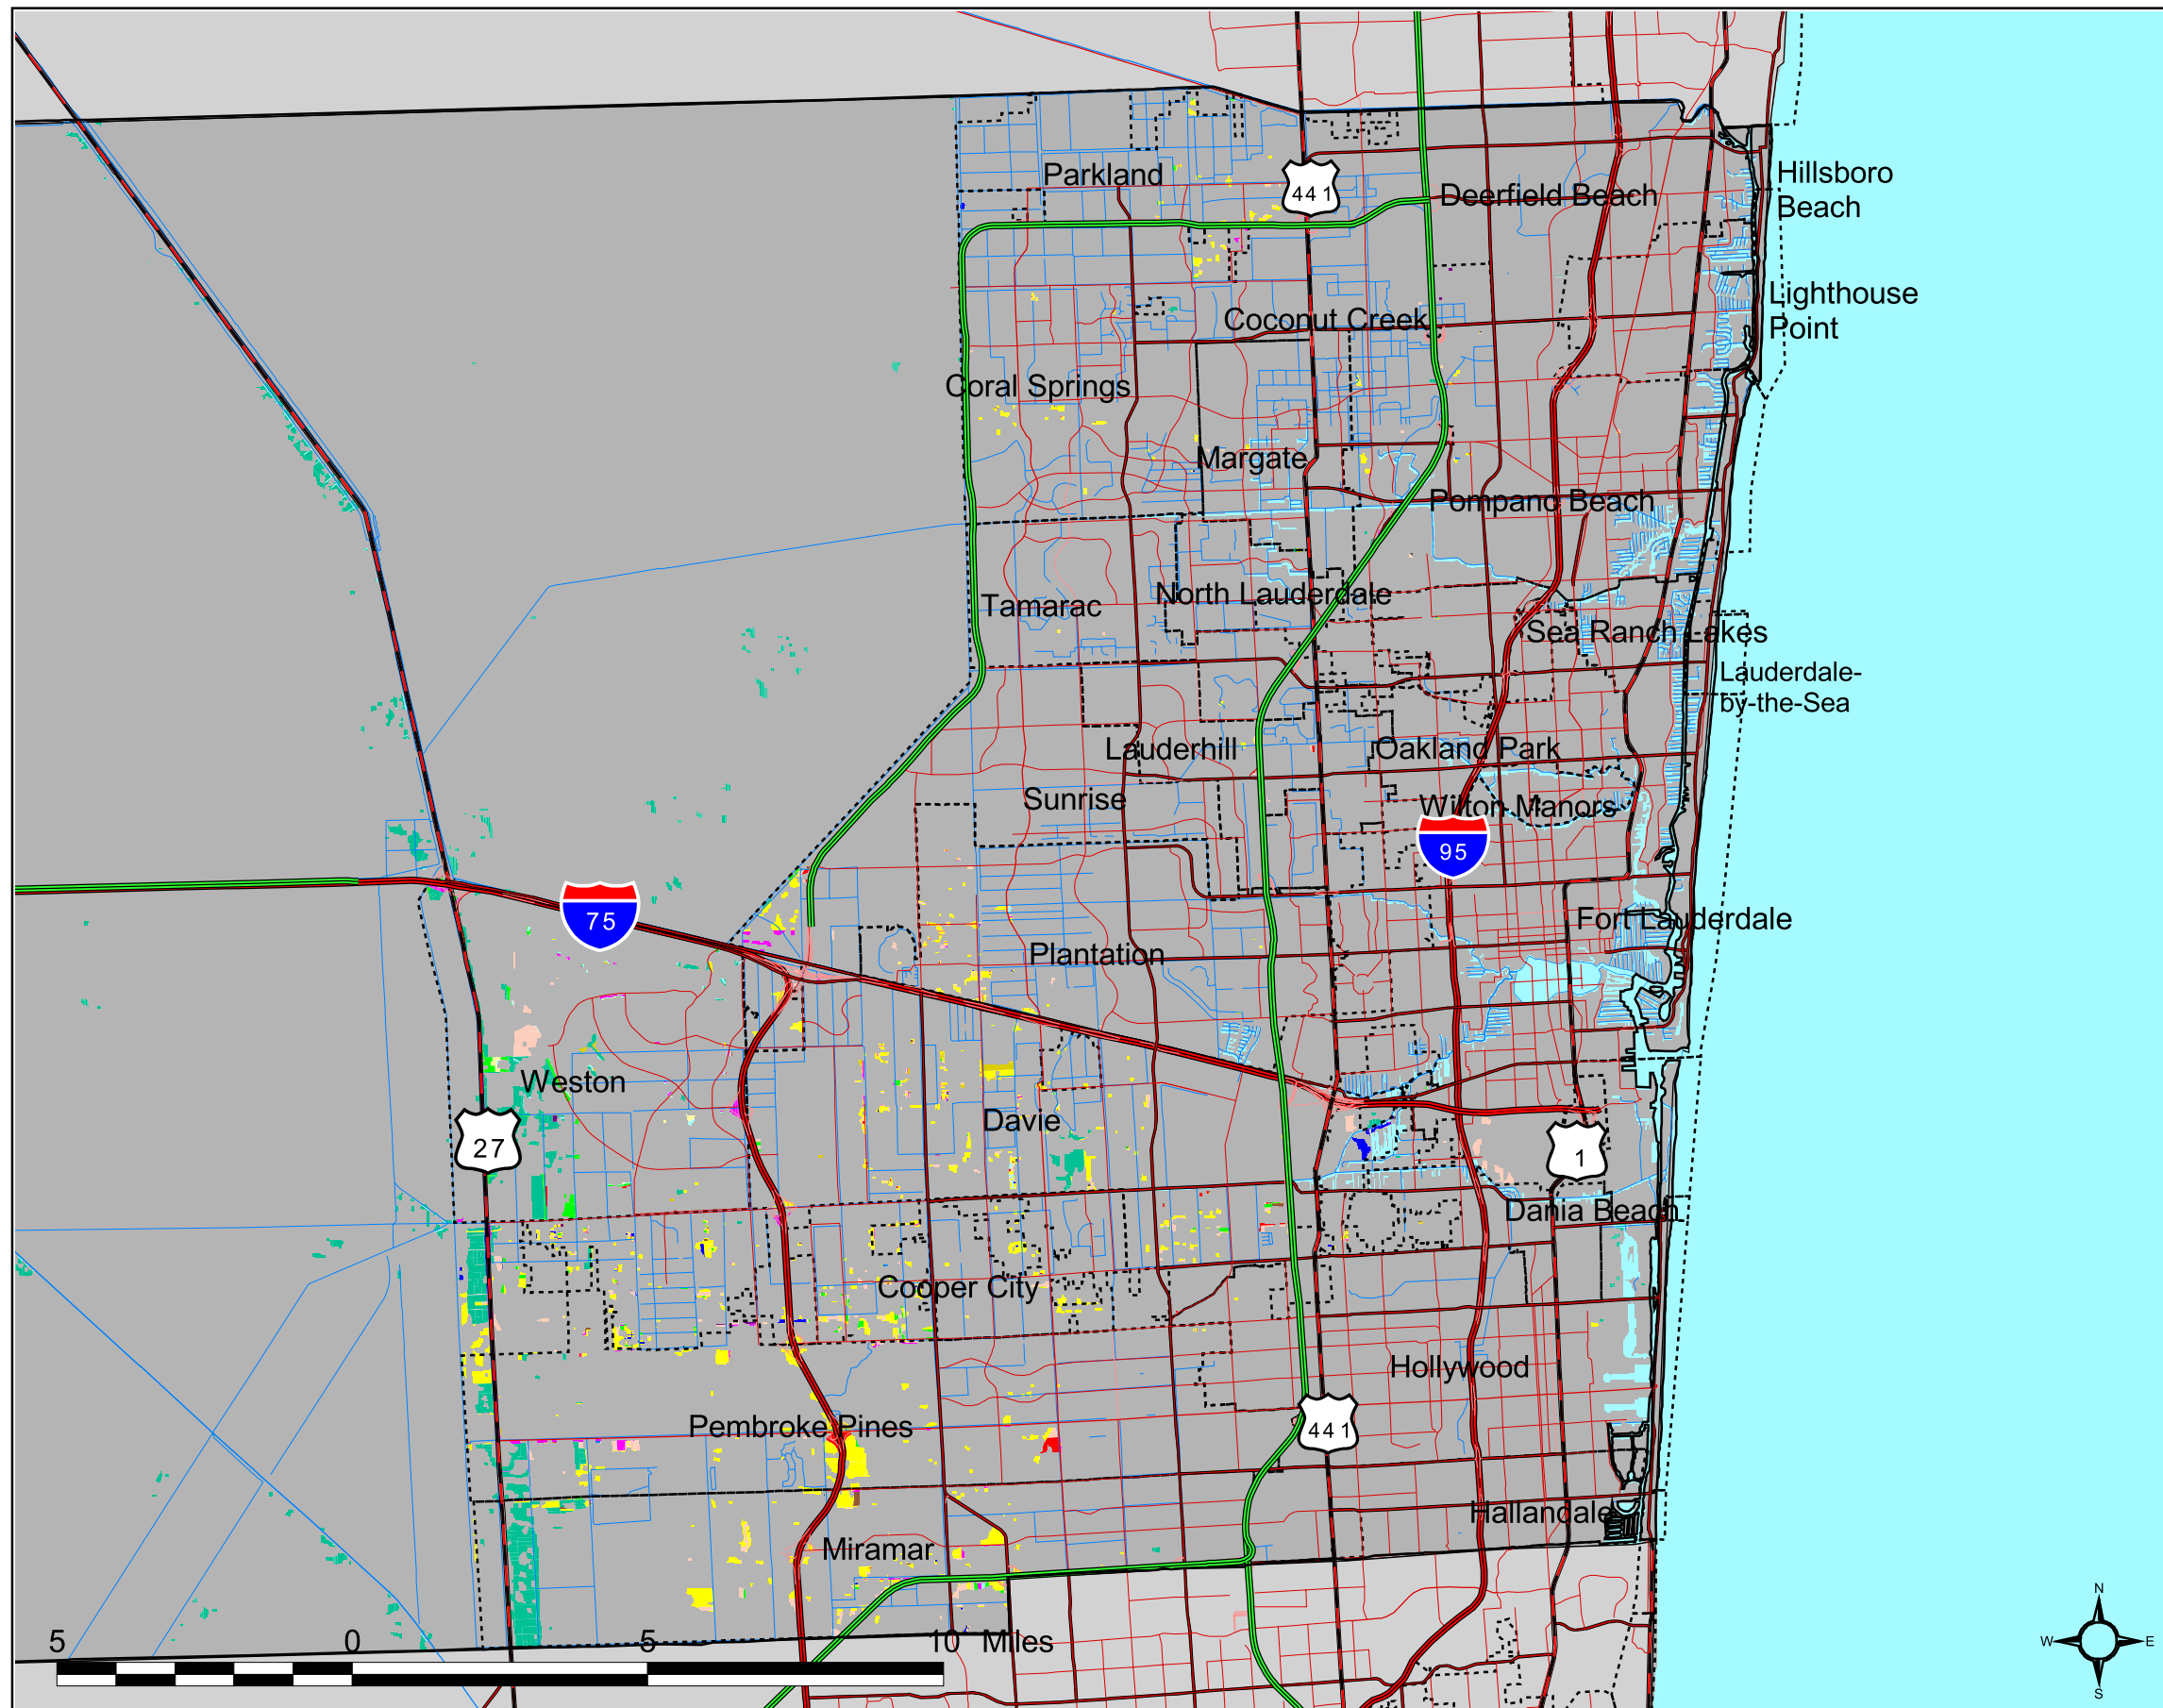 Parkland
Hillsboro
Beach
441
Deerfield Beach
Lighthouse
Point
Coconut Creek
Coral Springs
Margate
Pompano Beach
North Lauderdale
Tamarac
Sea Ranch Lakes
Lauderdale-
by-the-Sea
Lauderhill
Oakland Park
Sunrise
Wilton Manors
95
75
Fort Lauderdale
Plantation
Weston
Davie
27
1
Dania Beach
Cooper City
Hollywood
Pembroke Pines
441
Hallandale
Miramar
N
W E
S
5 0 5 10 Miles